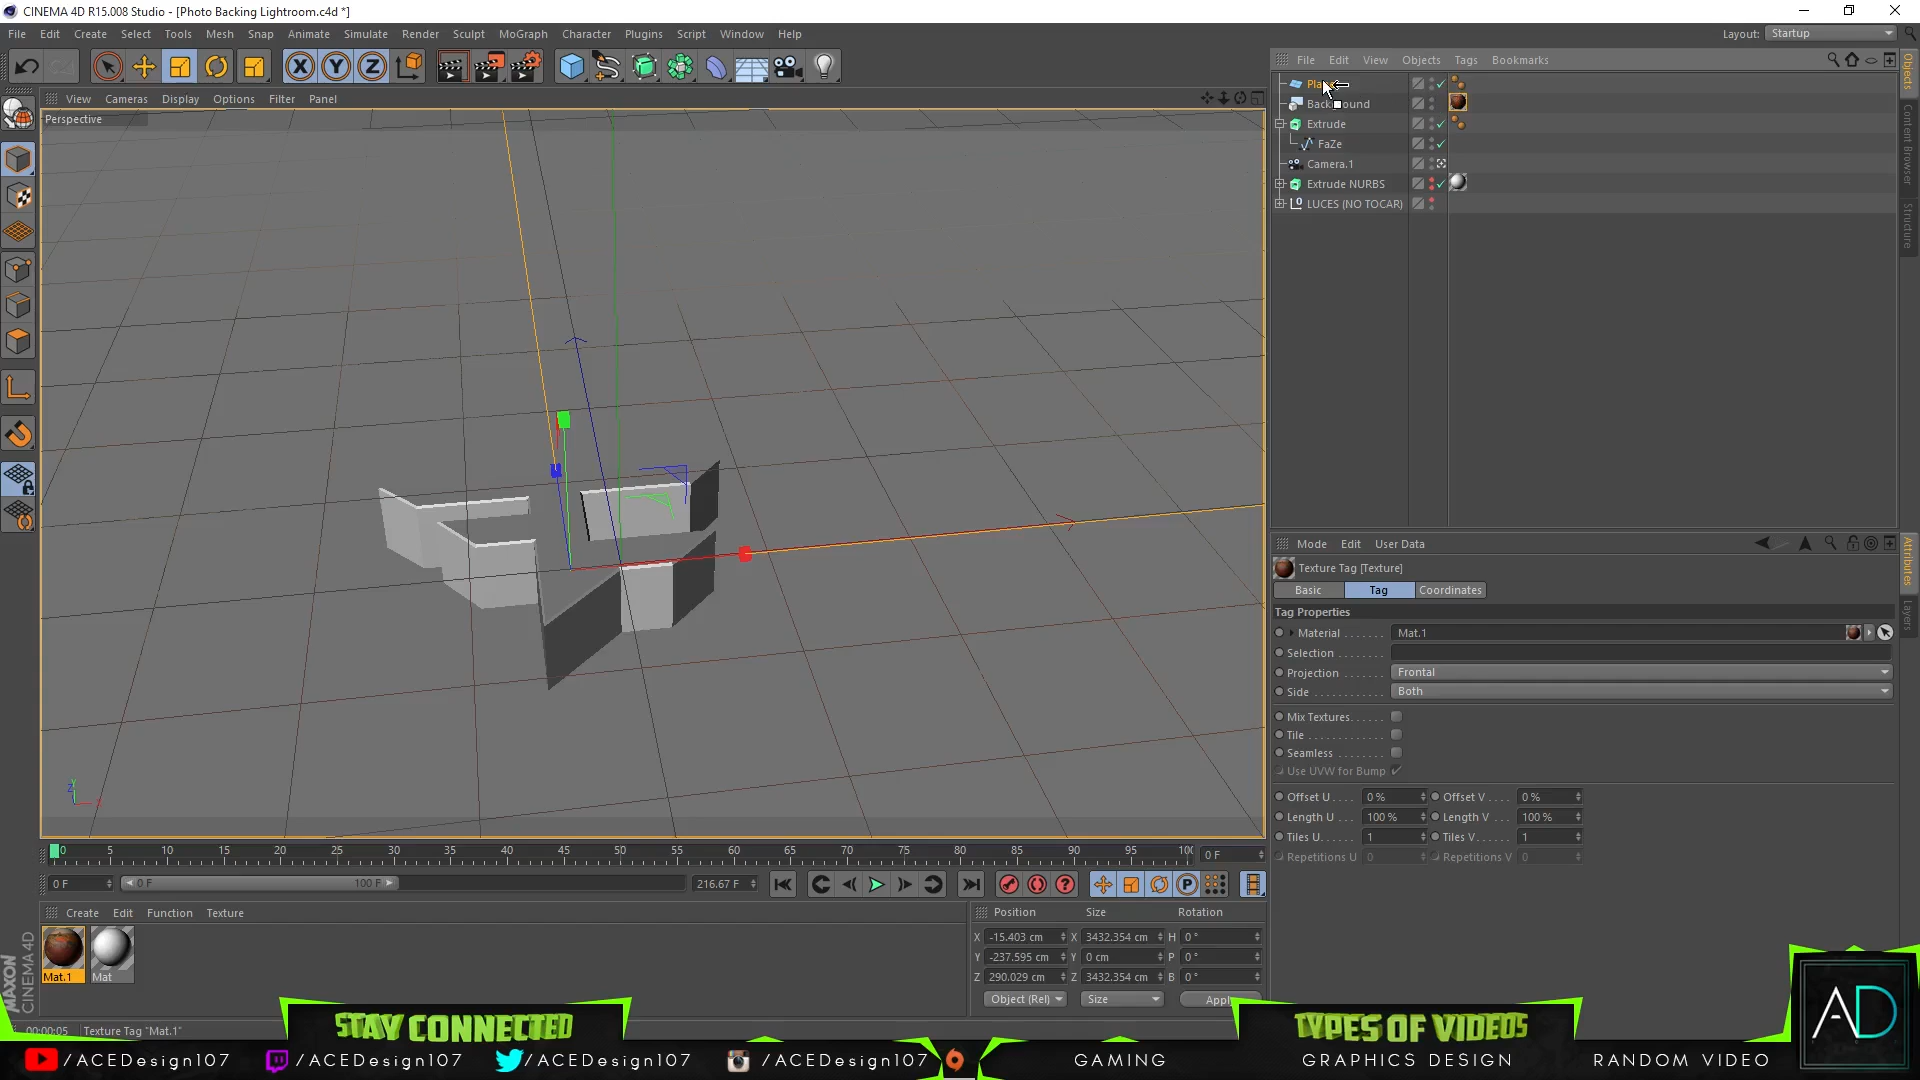 CINEMA 4D R15.008 Studio - [Photo Backing Lightroom.c4d *]
File Edit Create Select Tools Mesh Snap Animate Simulate Render Sculpt MoGraph Character Plugins Script Window Help Layout: Startup
File Edit View Objects Tags Bookmarks
View Cameras Display Options Filter Panel
Perspective
Background
Extrude
FaZe
Camera.1
Extrude NURBS
LUCES (NO TOCAR)
Objects
Content Browser
Structure
Mode Edit User Data
Texture Tag [Texture]
Basic Tag Coordinates
Tag Properties
Material Mat.1
Selection
Projection Frontal
Side Both
Mix Textures
Tile
Seamless
Use UVW for Bump
Offset U 0 % Offset V 0 %
Length U 100 % Length V 100 %
Tiles U 1 Tiles V 1
Repetitions U 0 Repetitions V 0
Attributes
Layers
0 5 10 15 20 25 30 35 40 45 50 55 60 65 70 75 80 85 90 95 100 0 F
0 F 0 F 100 F 216.67 F
Create Edit Function Texture
Mat.1 Mat
Position Size Rotation
X -15.403 cm X 3432.354 cm H 0 °
Y -237.595 cm Y 0 cm P 0 °
Z 290.029 cm Z 3432.354 cm B 0 °
Object (Rel) Size Apply
MAXON CINEMA 4D
00:00:05 Texture Tag "Mat.1"
STAY CONNECTED
TYPES OF VIDEOS
/ACEDesign107 /ACEDesign107 /ACEDesign107 /ACEDesign107 GAMING GRAPHICS DESIGN RANDOM VIDEO
AD